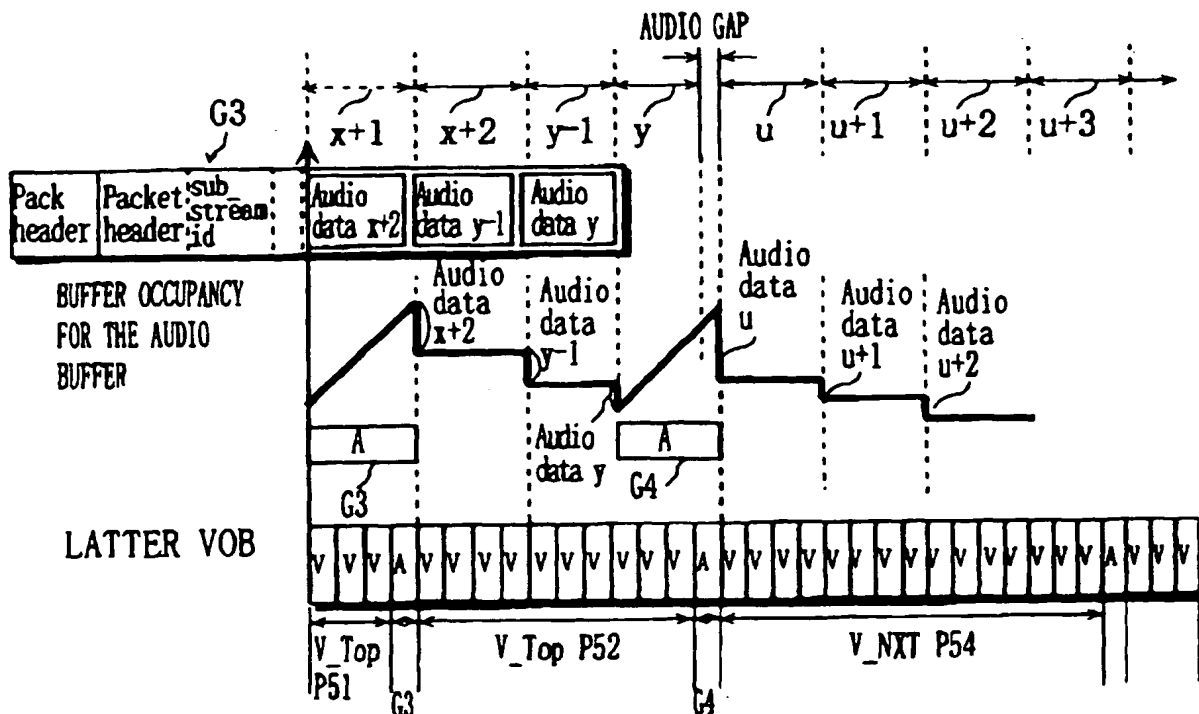 AUDIO GAP
G3
x+1 x+2 y-1 y u u+1 u+2 u+3
Pack header
Packet header
sub_stream id
Audio data x+2
Audio data y-1
Audio data y
BUFFER OCCUPANCY
FOR THE AUDIO
BUFFER
Audio data x+2
Audio data y-1
Audio data y
Audio data u
Audio data u+1
Audio data u+2
A
G3
A
G4
LATTER VOB
V V V A V V V V V V V V V V A V V V V V V V V V V V V V V A V V V
V_Top P51
G3
V_Top P52
G4
V_NXT P54